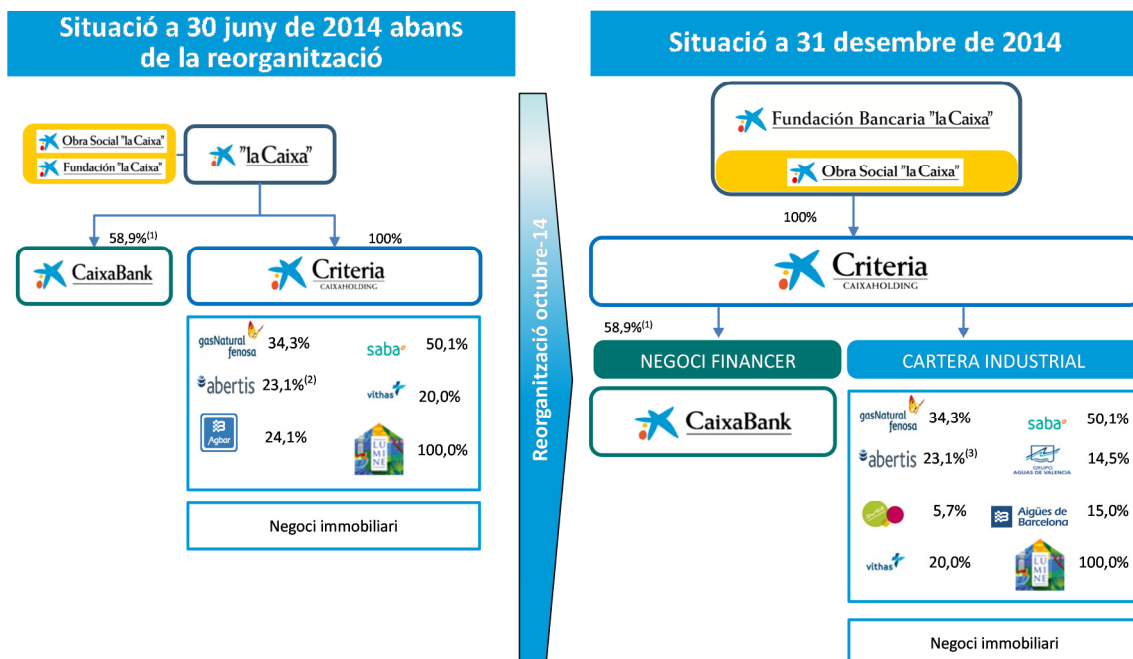 Situació a 30 juny de 2014 abans
de la reorganització
Obra Social "la Caixa"
Fundación "la Caixa"
"la Caixa"
58,9%(1)
100%
CaixaBank
Criteria
CAIXAHOLDING
gasNatural
fenosa
34,3%
saba
50,1%
abertis
23,1%(2)
vithas
20,0%
Agbar
24,1%
LUMINE
100,0%
Negoci immobiliari
Reorganització octubre-14
Situació a 31 desembre de 2014
Fundación Bancaria "la Caixa"
Obra Social "la Caixa"
100%
Criteria
CAIXAHOLDING
58,9%(1)
NEGOCI FINANCER
CARTERA INDUSTRIAL
CaixaBank
gasNatural
fenosa
34,3%
saba
50,1%
abertis
23,1%(3)
GRUPO
AGUAS DE VALENCIA
14,5%
5,7%
Aigües de
Barcelona
15,0%
vithas
20,0%
LUMINE
100,0%
Negoci immobiliari